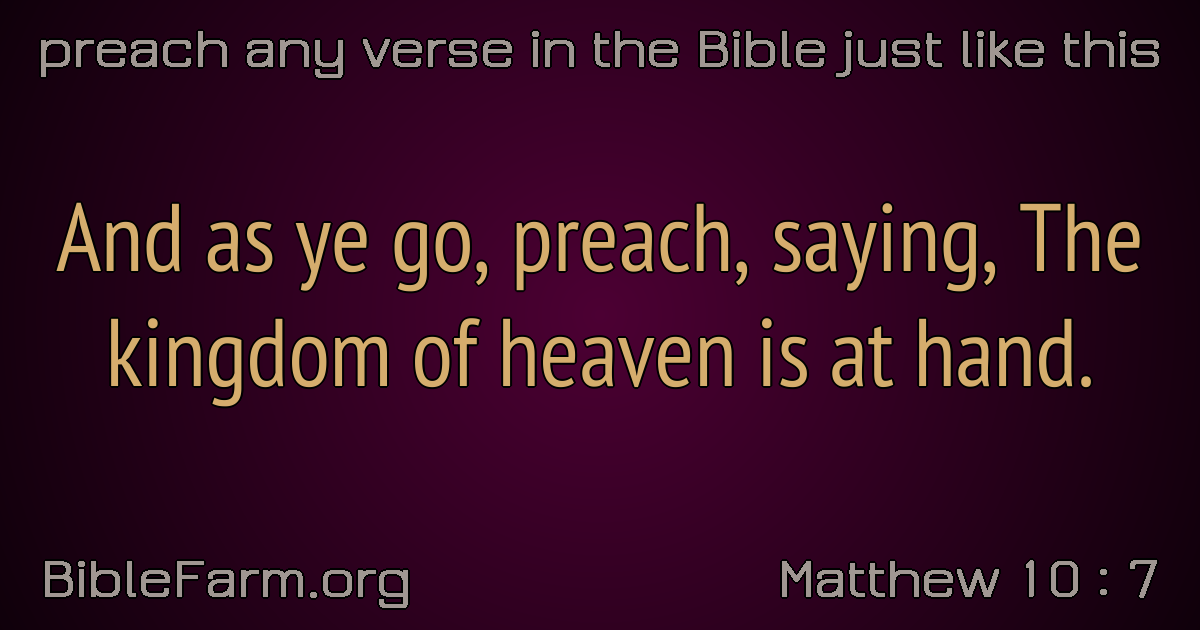 preach any verse in the Bible just like this
And as ye go, preach, saying, The
kingdom of heaven is at hand.
BibleFarm.org
Matthew 10 : 7